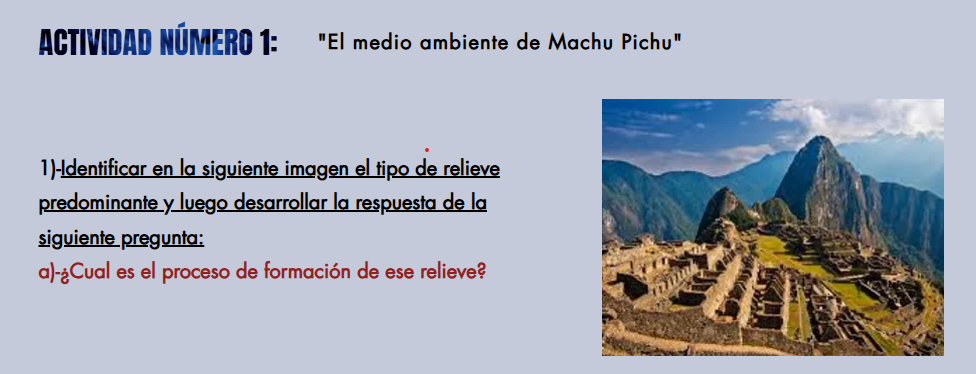 ACTIVIDAD NÚMERO 1: "El medio ambiente de Machu Pichu"
1)-Identificar en la siguiente imagen el tipo de relieve
predominante y luego desarrollar la respuesta de la
siguiente pregunta:
a)-¿Cual es el proceso de formación de ese relieve?